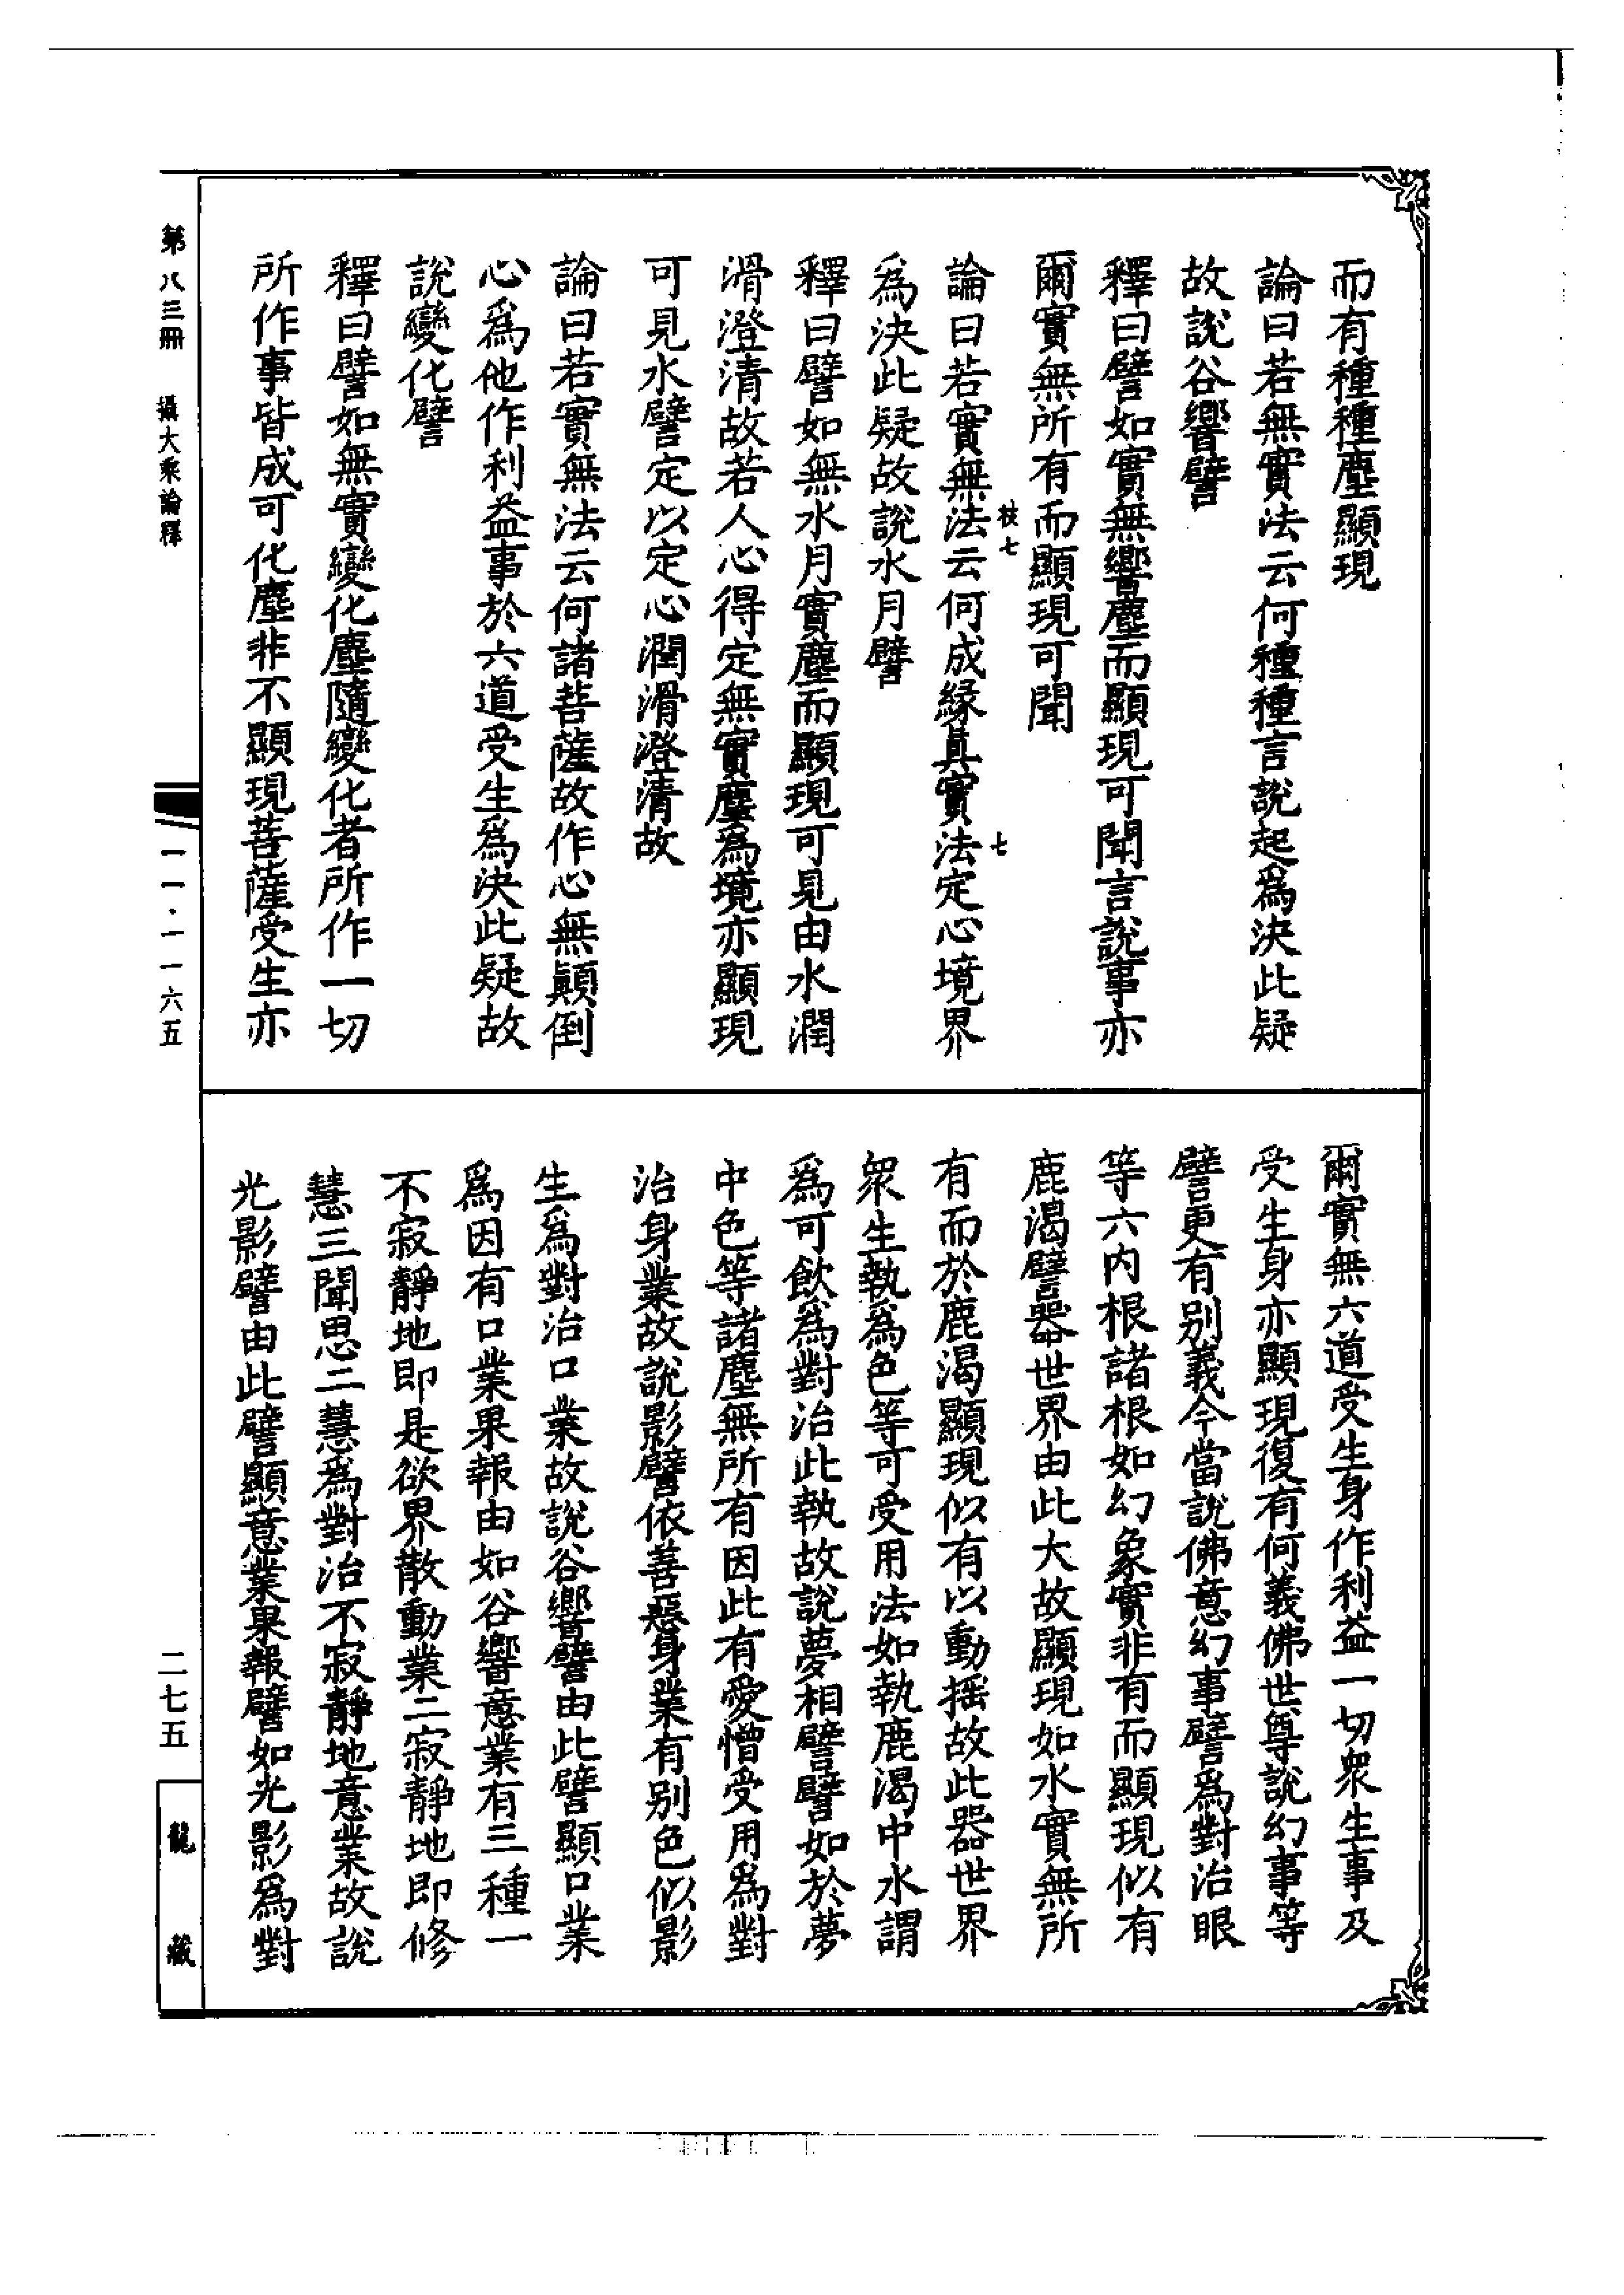 而有種種塵顯現
論曰若無實法云何種種言說起爲決此疑
故說谷響譬
釋曰譬如實無響塵而顯現可聞言說事亦
爾實無所有而顯現可聞
論曰若實無法云何成緣真實法定心境界
枝七
七
爲決此疑故說水月譬
釋曰譬如無水月實塵而顯現可見由水潤
滑澄清故若人心得定無實塵爲境亦顯現
可見水譬定以定心潤滑澄清故
論曰若實無法云何諸菩薩故作心無顛倒
心爲他作利益事於六道受生爲決此疑故
說變化譬
釋曰譬如無實變化塵隨變化者所作一切
所作事皆成可化塵非不顯現菩薩受生亦
爾實無六道受生身作利益一切衆生事及
受生身亦顯現復有何義佛世尊說幻事等
譬更有別義今當說佛意幻事譬爲對治眼
等六內根諸根如幻象實非有而顯現似有
鹿渴譬器世界由此大故顯現如水實無所
有而於鹿渴顯現似有以動摇故此器世界
衆生執爲色等可受用法如執鹿渴中水謂
爲可飲爲對治此執故說夢相譬譬如於夢
中色等諸塵無所有因此有愛憎受用爲對
治身業故說影譬依善惡身業有別色似影
生爲對治口業故說谷響譬由此譬顯口業
爲因有口業果報由如谷響意業有三種一
不寂靜地即是欲界散動業二寂靜地即修
慧三聞思二慧爲對治不寂靜地意業故說
光影譬由此譬顯意業果報譬如光影爲對
第八三冊 攝大乘論釋
一一·一一六五
二七五
龍藏